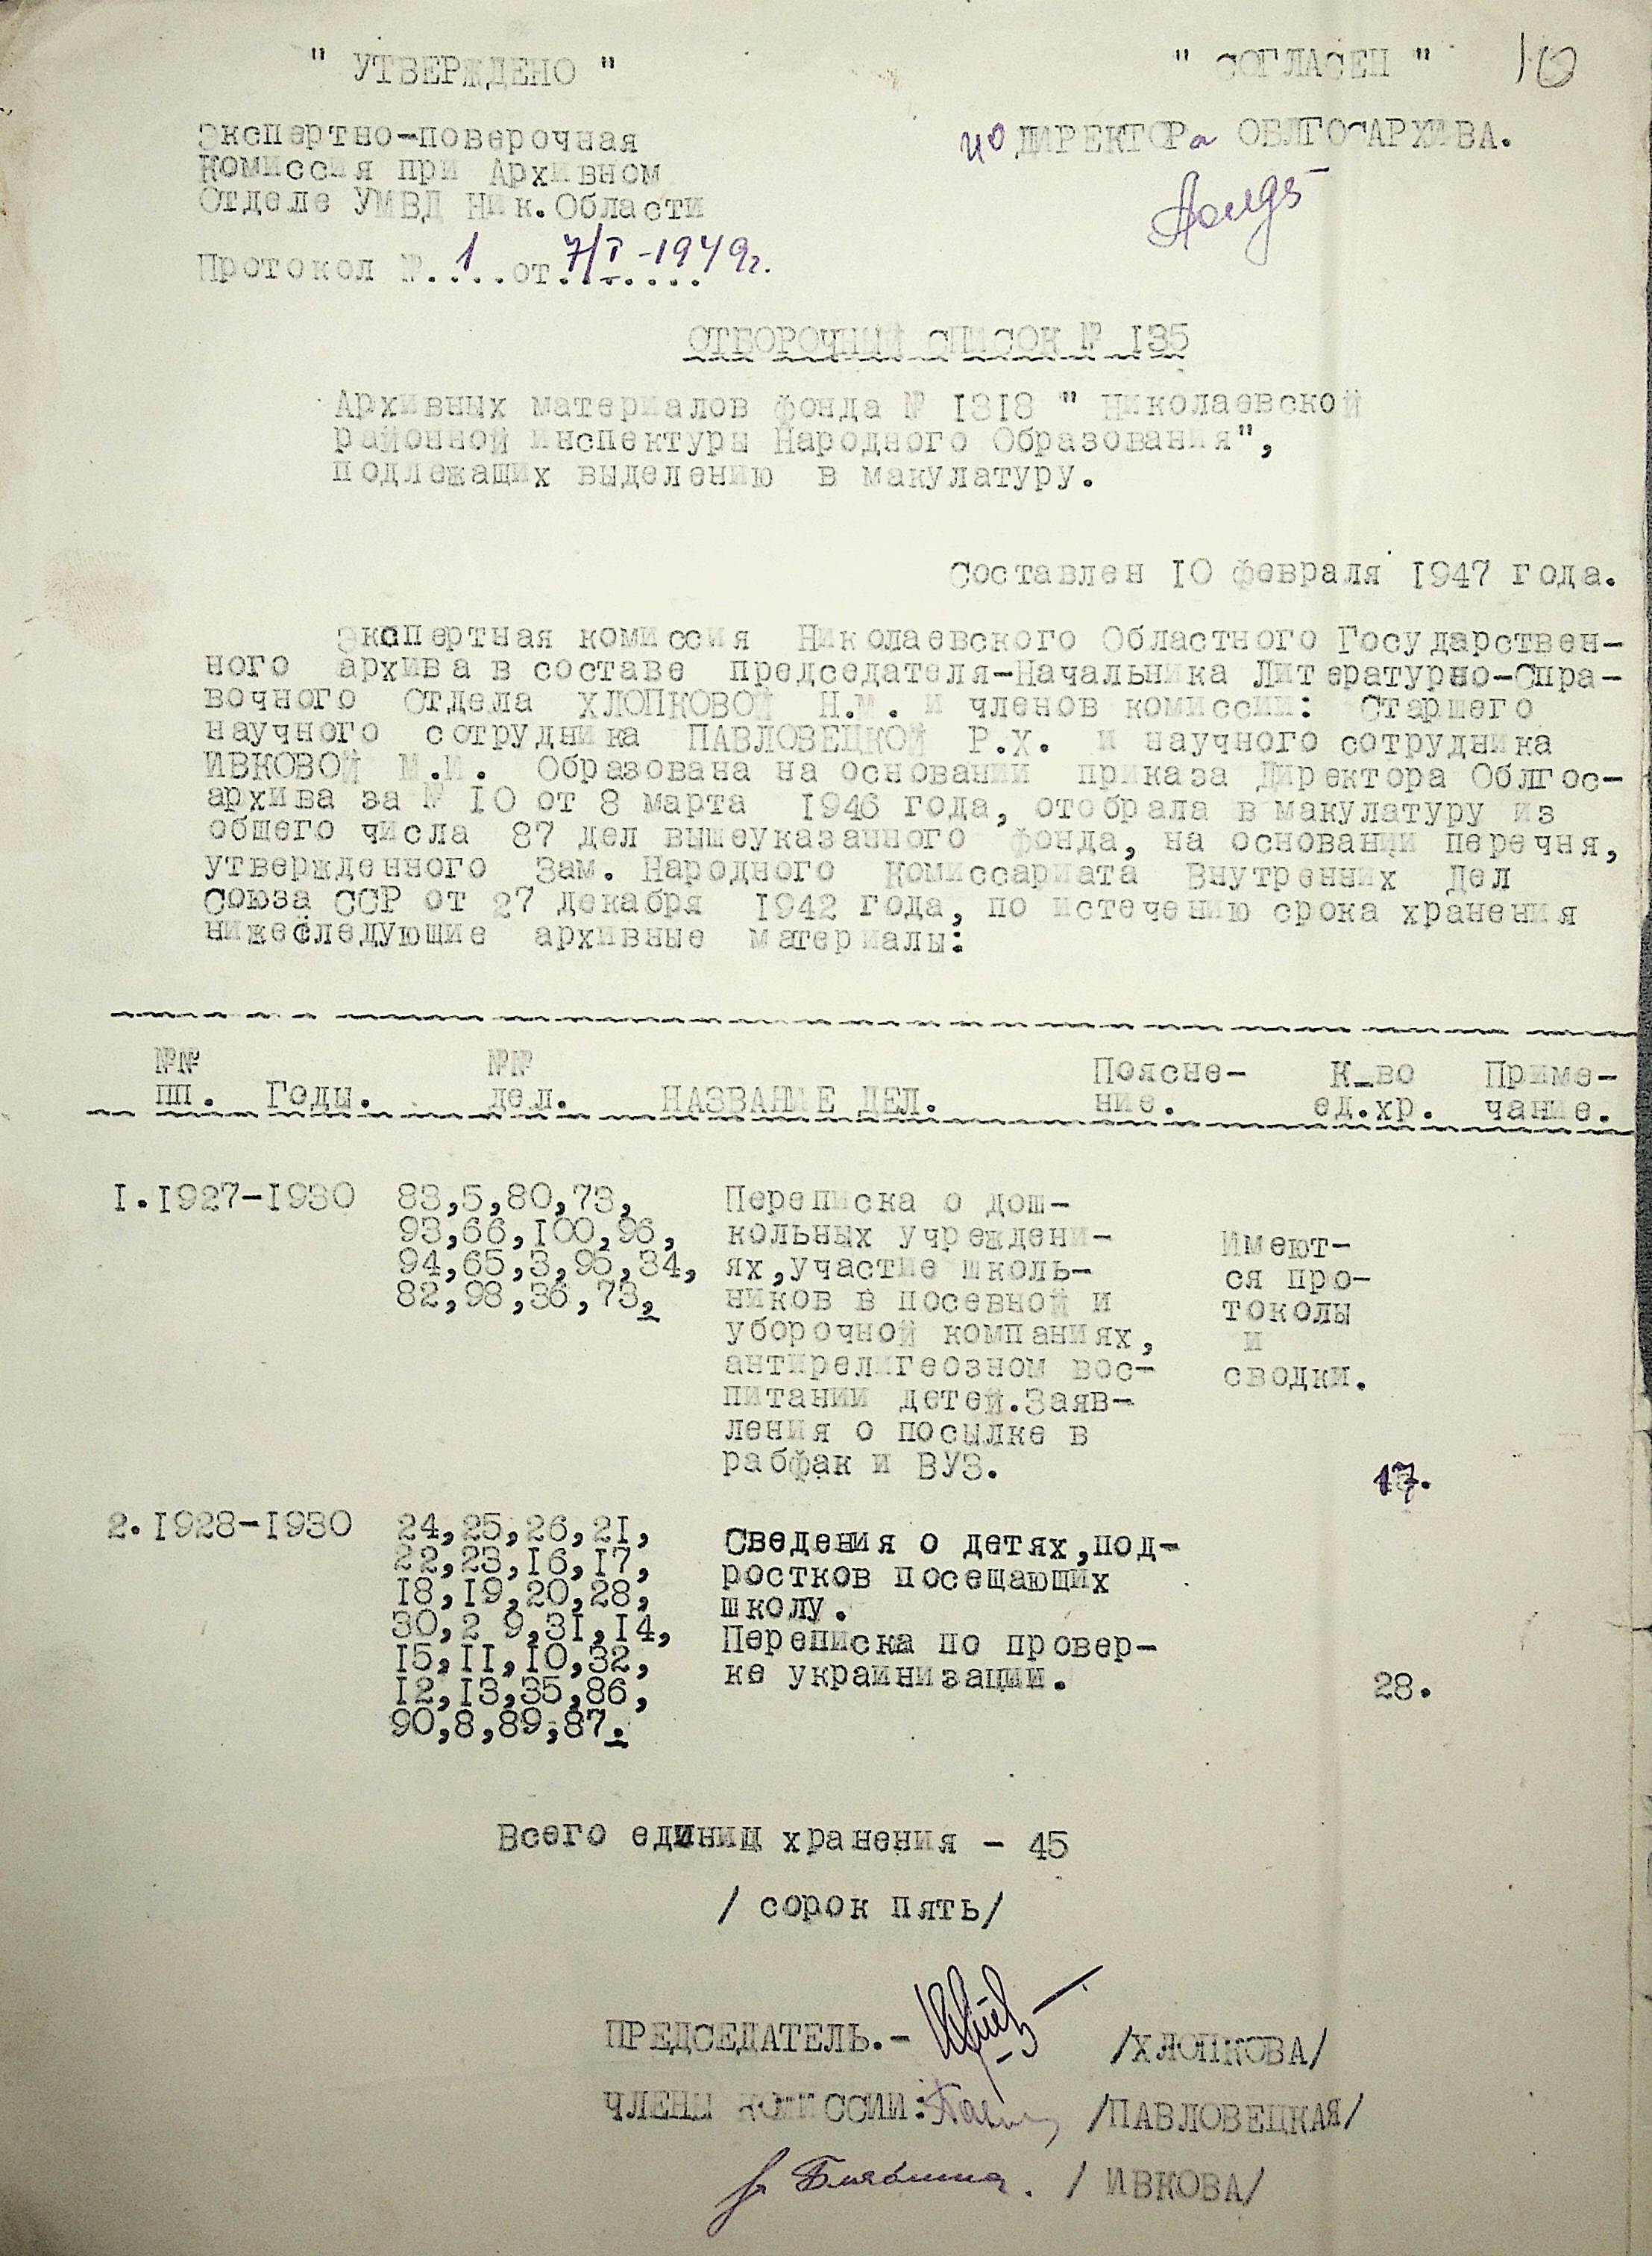 " УТВЕРЖДЕНО "
" СОГЛАСЕН "
10
Экспертно-поверочная
Комиссия при Архивном
Отделе УМВД Ник.Области
ио ДИРЕКТОРа ОБЛГОСАРХИВА.
Протокол №.1...от 7/I-1949г.
ОТБОРОЧНЫЙ СПИСОК № 135
Архивных материалов фонда № 1318 " Николаевской
районной инспектуры Народного Образования",
подлежащих выделению в макулатуру.
Составлен 10 февраля 1947 года.
Экспертная комиссия Николаевского Областного Государствен-
ного архива в составе председателя-Начальника Литературно-Спра-
вочного Отдела ХЛОПКОВОЙ Н.М. и членов комиссии: Старшего
научного сотрудника ПАВЛОВЕЦКОЙ Р.Х. и научного сотрудника
ИВКОВОЙ М.И. Образована на основании приказа Директора Облгос-
архива за № 10 от 8 марта 1946 года, отобрала в макулатуру из
общего числа 87 дел вышеуказанного фонда, на основании перечня,
утвержденного Зам. Народного Комиссариата Внутренних Дел
Союза ССР от 27 декабря 1942 года, по истечению срока хранения
нижеследующие архивные материалы:
№№ пп. Годы. №№ дел. НАЗВАНИЕ ДЕЛ. Поясне-ние. К-во ед.хр. Приме-чание.
1.1927-1930 83,5,80,73, Переписка о дош-
93,66,100,96, кольных учреждени- Имеют-
94,65,3,95,34, ях,участие школь- ся про-
82,98,36,73, ников в посевной и токолы
уборочной компаниях, и
антирелигеозном вос- сводки.
питании детей.Заяв-
ления о посылке в
рабфак и ВУЗ. 17.
2.1928-1930 24,25,26,21, Сведения о детях,под-
22,23,16,17, ростков посещающих
18,19,20,28, школу.
30,2 9,31,14, Переписка по провер-
15,11,10,32, ке украинизации.
12,13,35,86, 28.
90,8,89,87.
Всего единиц хранения - 45
/ сорок пять/
ПРЕДСЕДАТЕЛЬ.- /ХЛОПКОВА/
ЧЛЕНЫ КОМИССИИ: /ПАВЛОВЕЦКАЯ/
/ ИВКОВА/